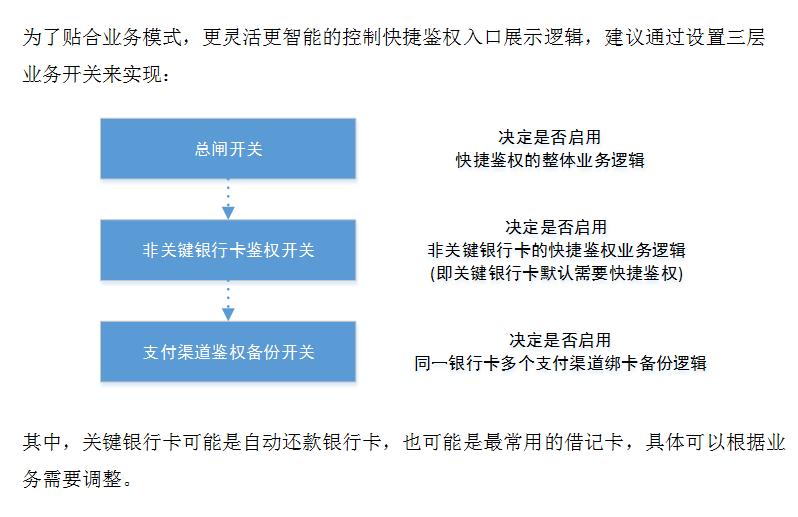 为了贴合业务模式，更灵活更智能的控制快捷鉴权入口展示逻辑，建议通过设置三层
业务开关来实现：
总闸开关
决定是否启用
快捷鉴权的整体业务逻辑
非关键银行卡鉴权开关
决定是否启用
非关键银行卡的快捷鉴权业务逻辑
(即关键银行卡默认需要快捷鉴权)
支付渠道鉴权备份开关
决定是否启用
同一银行卡多个支付渠道绑卡备份逻辑
其中，关键银行卡可能是自动还款银行卡，也可能是最常用的借记卡，具体可以根据业
务需要调整。